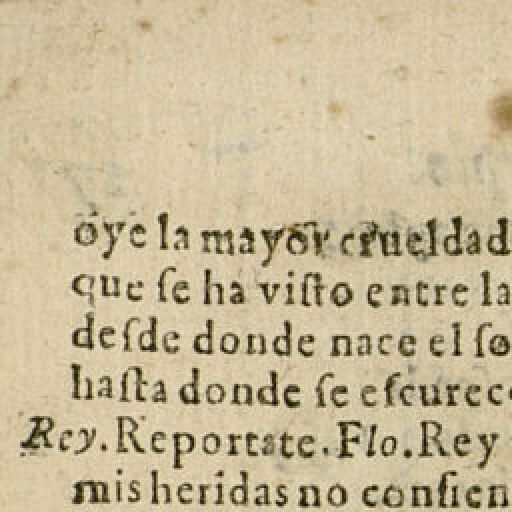 oye la mayor crueldad
que ſe ha viſto entre la
deſde donde nace el ſo
haſta donde ſe eſcurec
Rey. Reportate. Flo. Rey
mis heridas no conſien